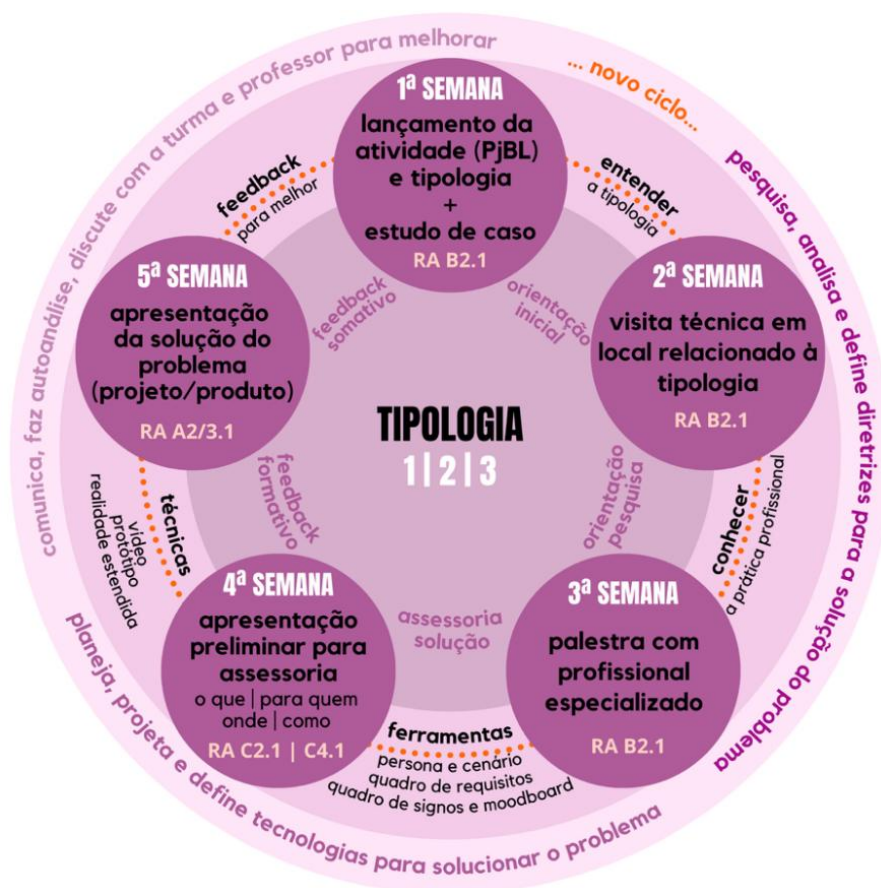 comunica, faz autoanálise, discute com a turma e professor para melhorar
... novo ciclo...
pesquisa, analisa e define diretrizes para a solução do problema
planeja, projeta e define tecnologias para solucionar o problema
1ª SEMANA
lançamento da
atividade (PjBL)
e tipologia
+
estudo de caso
RA B2.1
entender
a tipologia
2ª SEMANA
visita técnica em
local relacionado à
tipologia
RA B2.1
conhecer
a prática profissional
3ª SEMANA
palestra com
profissional
especializado
RA B2.1
ferramentas
persona e cenário
quadro de requisitos
quadro de signos e moodboard
4ª SEMANA
apresentação
preliminar para
assessoria
o que | para quem
onde | como
RA C2.1 | C4.1
técnicas
vídeo
protótipo
realidade estendida
5ª SEMANA
apresentação
da solução do
problema
(projeto/produto)
RA A2/3.1
feedback
para melhor
orientação
inicial
orientação
pesquisa
assessoria
solução
feedback
formativo
feedback
somativo
TIPOLOGIA
1|2|3